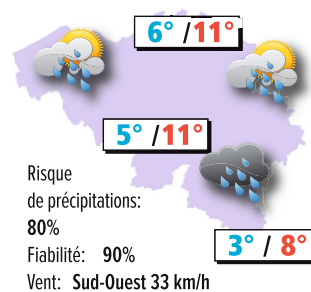 6° /11°
5° /11°
Risque
de précipitations:
80%
Fiabilité: 90%
3° / 8°
Vent: Sud-Ouest 33 km/h